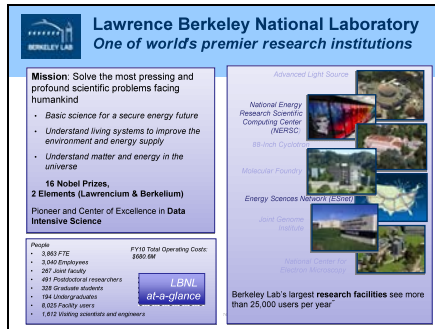 BERKELEY LAB
Lawrence Berkeley National Laboratory
One of world's premier research institutions
Mission: Solve the most pressing and
profound scientific problems facing
humankind
• Basic science for a secure energy future
• Understand living systems to improve the
environment and energy supply
• Understand matter and energy in the
universe
16 Nobel Prizes,
2 Elements (Lawrencium & Berkelium)
Pioneer and Center of Excellence in Data
Intensive Science
People
• 3,863 FTE
• 3,040 Employees
• 267 Joint faculty
• 491 Postdoctoral researchers
• 328 Graduate students
• 194 Undergraduates
• 8,025 Facility users
• 1,612 Visiting scientists and engineers
FY10 Total Operating Costs:
$680.6M
LBNL
at-a-glance
Advanced Light Source
National Energy
Research Scientific
Computing Center
(NERSC:
88-Inch Cyclotron
Molecular Foundry
Energy Sciences Network (ESnet)
Joint Genome
Institute
National Center for
Electron Microscopy
Berkeley Lab's largest research facilities see more
than 25,000 users per year